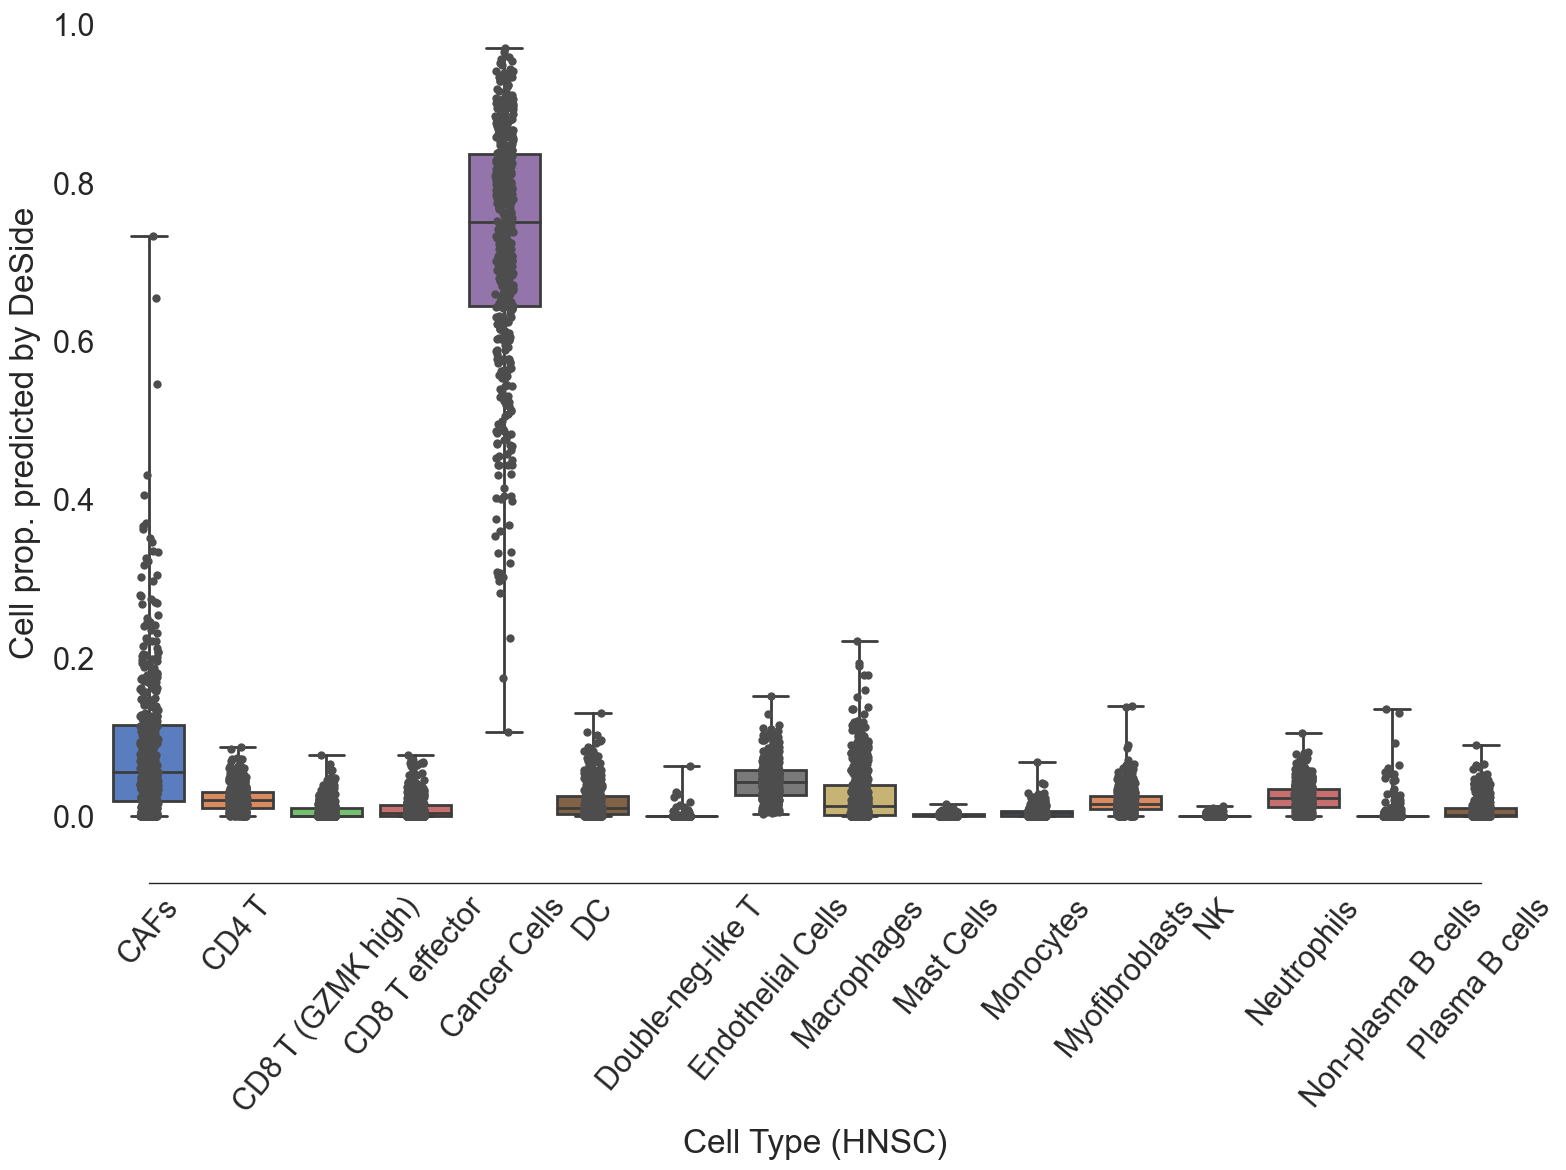 Cell prop. predicted by DeSide
1.0
0.8
0.6
0.4
0.2
0.0
CAFs
CD4 T
CD8 T (GZMK high)
CD8 T effector
Cancer Cells
DC
Double-neg-like T
Endothelial Cells
Macrophages
Mast Cells
Monocytes
Myofibroblasts
NK
Neutrophils
Non-plasma B cells
Plasma B cells
Cell Type (HNSC)